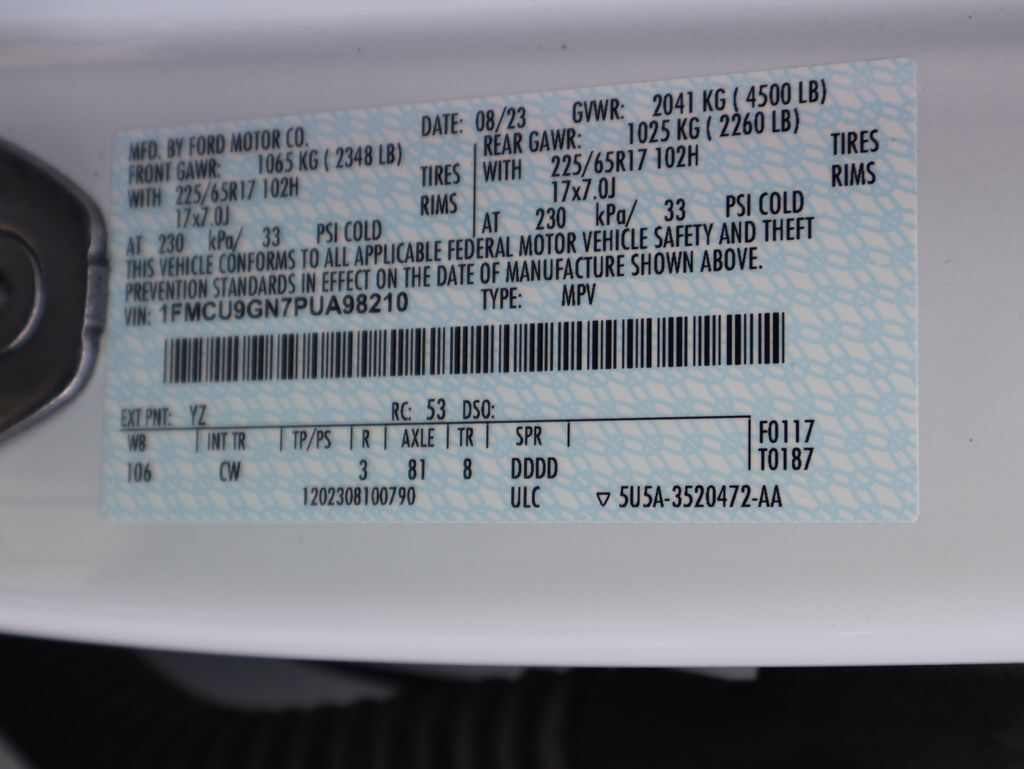 MFD. BY FORD MOTOR CO. DATE: 08/23 GVWR: 2041 KG ( 4500 LB)
FRONT GAWR: 1065 KG ( 2348 LB) REAR GAWR: 1025 KG ( 2260 LB)
WITH 225/65R17 102H TIRES WITH 225/65R17 102H TIRES
17x7.0J RIMS 17x7.0J RIMS
AT 230 kPa/ 33 PSI COLD AT 230 kPa/ 33 PSI COLD
THIS VEHICLE CONFORMS TO ALL APPLICABLE FEDERAL MOTOR VEHICLE SAFETY AND THEFT
PREVENTION STANDARDS IN EFFECT ON THE DATE OF MANUFACTURE SHOWN ABOVE.
VIN: 1FMCU9GN7PUA98210 TYPE: MPV
EXT PNT: YZ RC: 53 DSO:
WB INT TR TP/PS R AXLE TR SPR F0117
106 CW 3 81 8 DDDD T0187
1202308100790 ULC ▽ 5U5A-3520472-AA